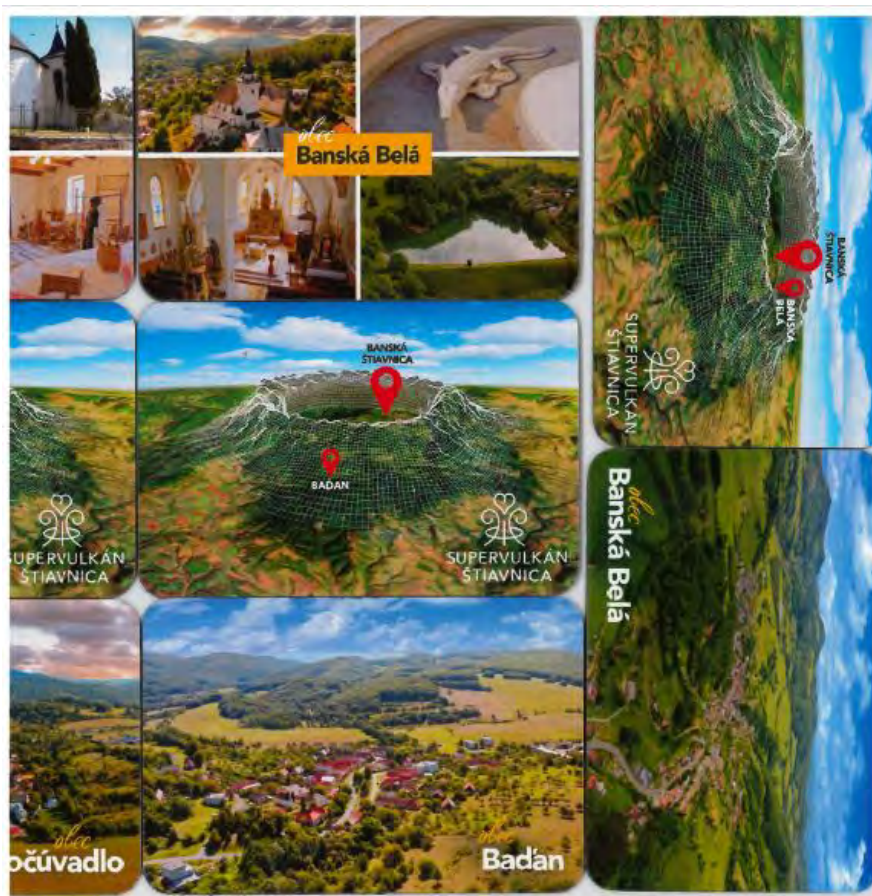 obec
Banská Belá
BANSKÁ
ŠTIAVNICA
BANSKÁ
BELÁ
SUPERVULKÁN
ŠTIAVNICA
SUPERVULKÁN
ŠTIAVNICA
BANSKÁ
ŠTIAVNICA
BAĎAN
SUPERVULKÁN
ŠTIAVNICA
obec
Banská Belá
obec
očúvadlo
obec
Baďan